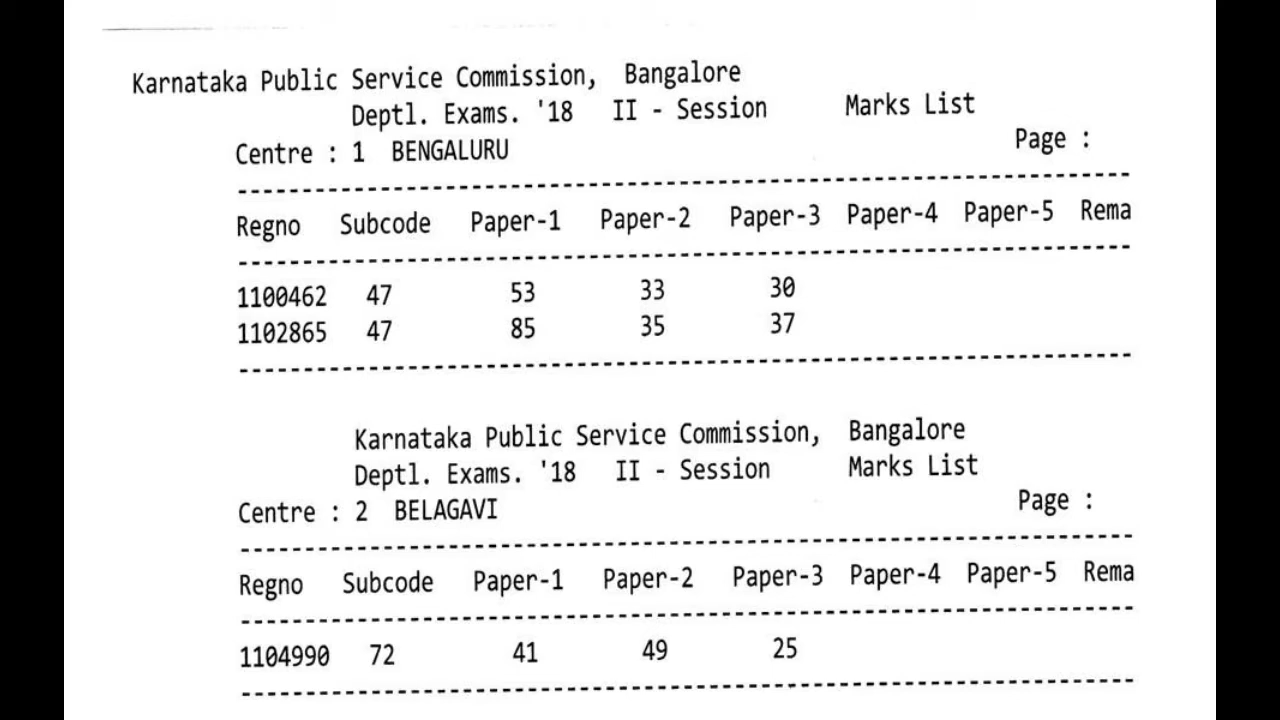 Karnataka Public Service Commission, Bangalore
Deptl. Exams. '18 II - Session Marks List
Centre : 1 BENGALURU Page :
Regno Subcode Paper-1 Paper-2 Paper-3 Paper-4 Paper-5 Rema
1100462 47 53 33 30
1102865 47 85 35 37
Karnataka Public Service Commission, Bangalore
Deptl. Exams. '18 II - Session Marks List
Centre : 2 BELAGAVI Page :
Regno Subcode Paper-1 Paper-2 Paper-3 Paper-4 Paper-5 Rema
1104990 72 41 49 25